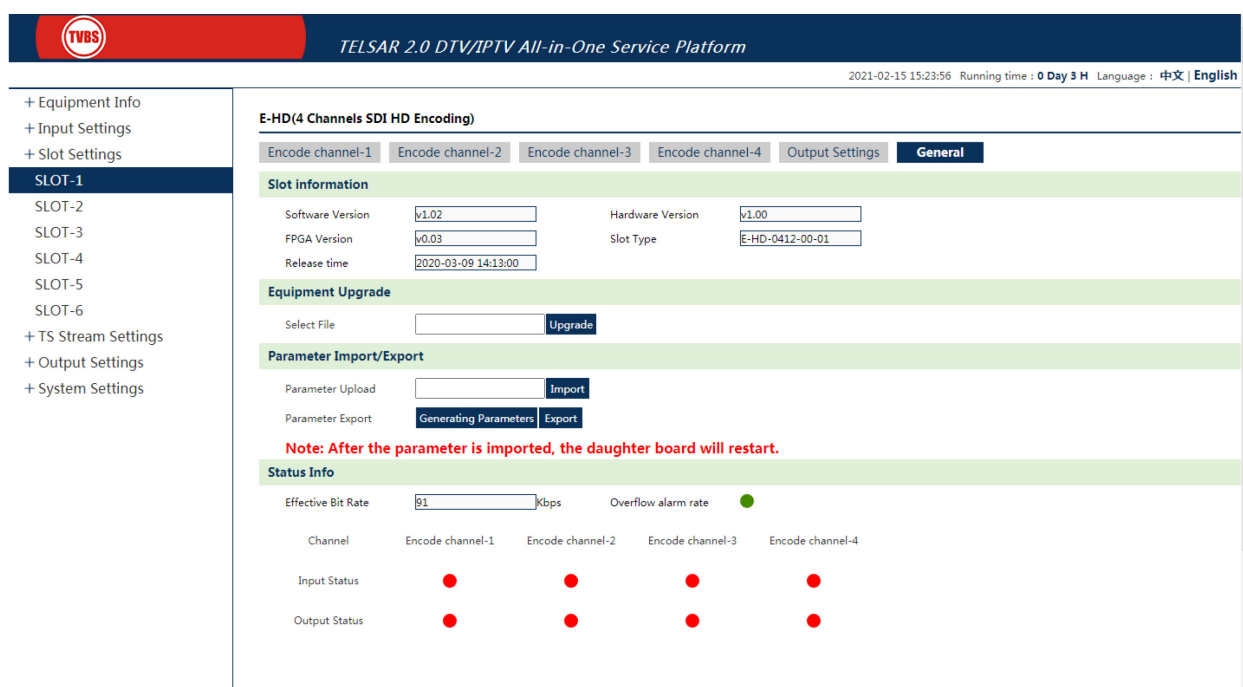 TVBS
TELSAR 2.0 DTV/IPTV All-in-One Service Platform
2021-02-15 15:23:56 Running time : 0 Day 3 H Language : 中文 | English
+ Equipment Info
+ Input Settings
+ Slot Settings
SLOT-1
SLOT-2
SLOT-3
SLOT-4
SLOT-5
SLOT-6
+ TS Stream Settings
+ Output Settings
+ System Settings
E-HD(4 Channels SDI HD Encoding)
Encode channel-1 Encode channel-2 Encode channel-3 Encode channel-4 Output Settings General
Slot information
Software Version v1.02 Hardware Version v1.00
FPGA Version v0.03 Slot Type E-HD-0412-00-01
Release time 2020-03-09 14:13:00
Equipment Upgrade
Select File Upgrade
Parameter Import/Export
Parameter Upload Import
Parameter Export Generating Parameters Export
Note: After the parameter is imported, the daughter board will restart.
Status Info
Effective Bit Rate 91 Kbps Overflow alarm rate
Channel Encode channel-1 Encode channel-2 Encode channel-3 Encode channel-4
Input Status
Output Status